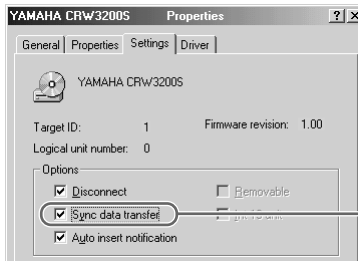 YAMAHA CRW3200S Properties ? ×
General Properties Settings Driver
YAMAHA CRW3200S
Target ID: 1 Firmware revision: 1.00
Logical unit number: 0
Options
Disconnect Removable
Sync data transfer
Auto insert notification